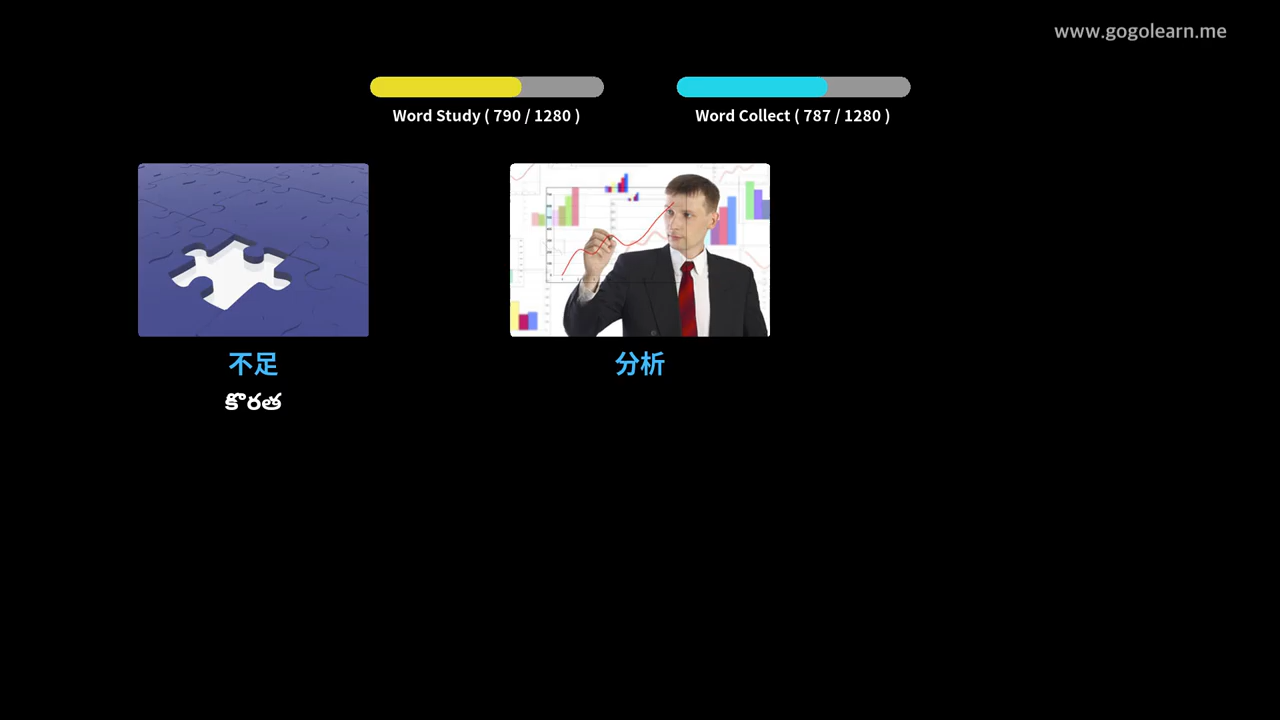 www.gogolearn.me
Word Study ( 790 / 1280 )
Word Collect ( 787 / 1280 )
不足
కొరత
分析